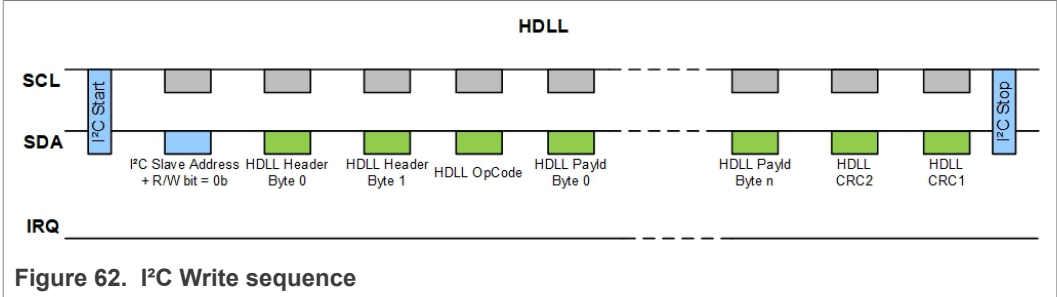 HDLL
SCL
I²C Start
I²C Stop
SDA
I²C Slave Address
+ R/W bit = 0b
HDLL Header
Byte 0
HDLL Header
Byte 1
HDLL OpCode
HDLL Payld
Byte 0
HDLL Payld
Byte n
HDLL
CRC2
HDLL
CRC1
IRQ
Figure 62. I²C Write sequence